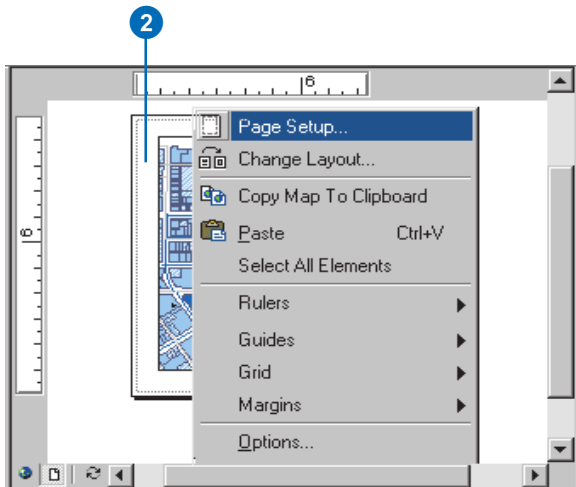 2
6
6
Page Setup...
Change Layout...
Copy Map To Clipboard
Paste Ctrl+V
Select All Elements
Rulers
Guides
Grid
Margins
Options...